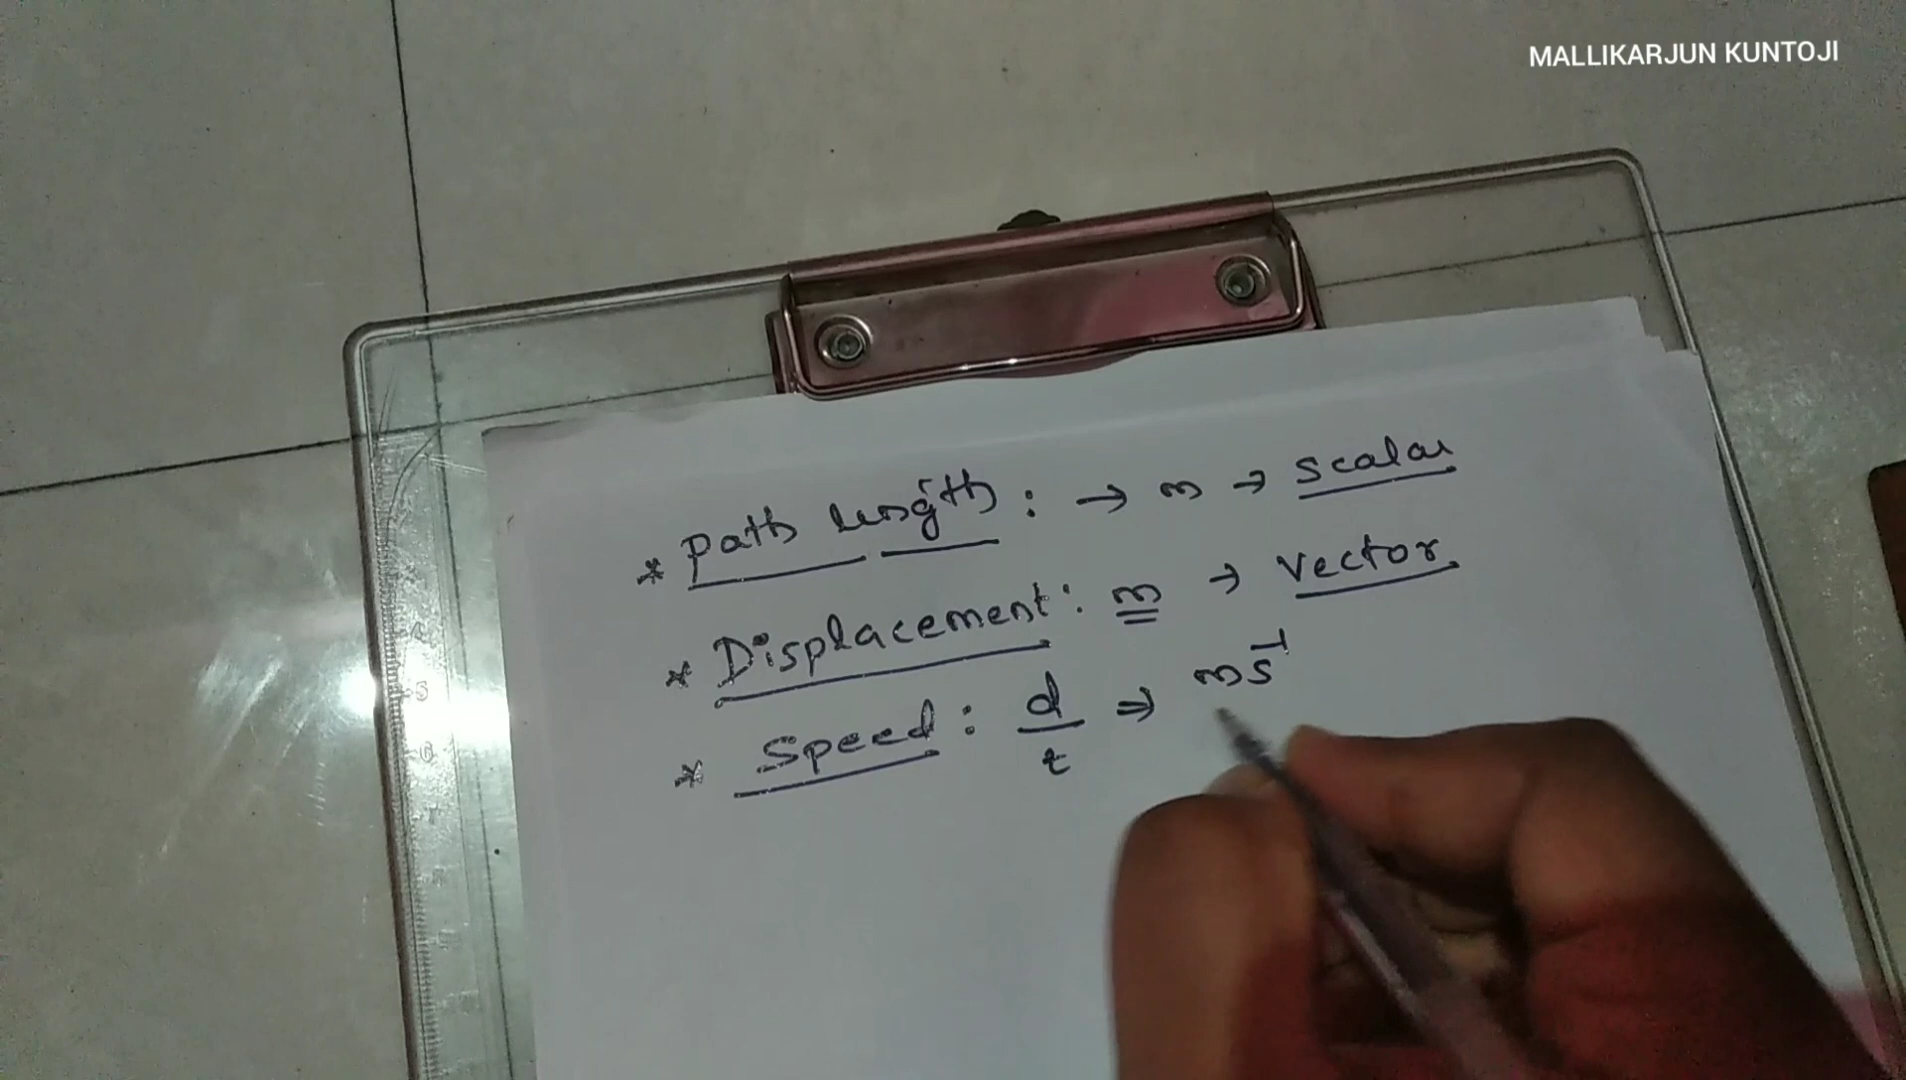 MALLIKARJUN KUNTOJI
* Path length : → m → scalar
* Displacement : m → Vector
* Speed : d/t ⇒ ms⁻¹